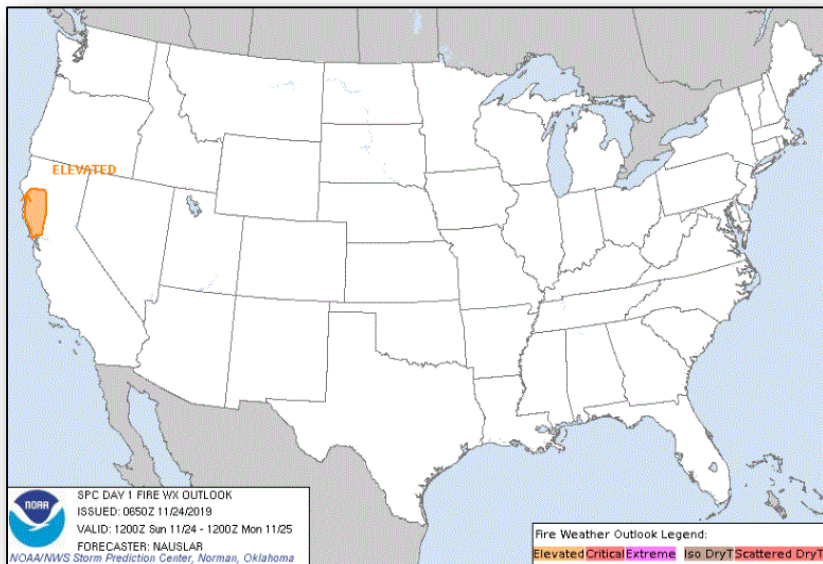 ELEVATED
NOAA
SPC DAY 1 FIRE WX OUTLOOK
ISSUED: 0650Z 11/24/2019
VALID: 1200Z Sun 11/24 - 1200Z Mon 11/25
FORECASTER: NAUSLAR
NOAA/NWS Storm Prediction Center, Norman, Oklahoma
Fire Weather Outlook Legend:
Elevated Critical Extreme Iso DryT Scattered DryT